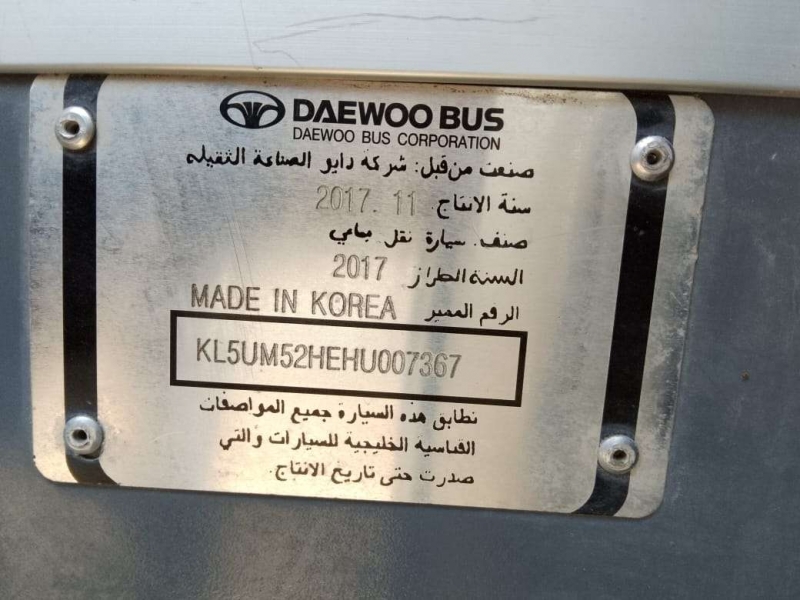 DAEWOO BUS
DAEWOO BUS CORPORATION
صنعت من قبل: شركة دايو الصناعة الثقيله
سنة الانتاج 2017. 11
صنف. سيارة نقل جماعي
السنة الطراز 2017
الرقم المميز MADE IN KOREA
KL5UM52HEHU007367
تطابق هذه السيارة جميع المواصفات
القياسية الخليجية للسيارات والتي
صدرت حتى تاريخ الانتاج.